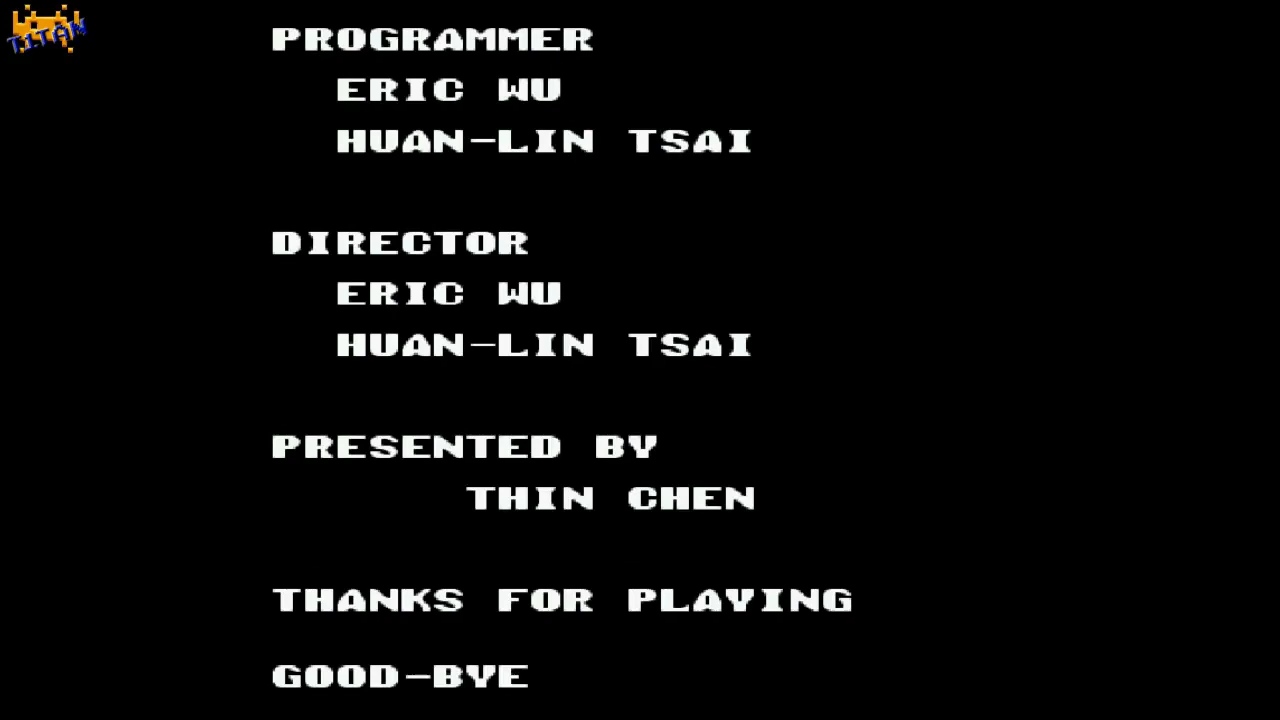 TITAN
PROGRAMMER
ERIC WU
HUAN-LIN TSAI
DIRECTOR
ERIC WU
HUAN-LIN TSAI
PRESENTED BY
THIN CHEN
THANKS FOR PLAYING
GOOD-BYE